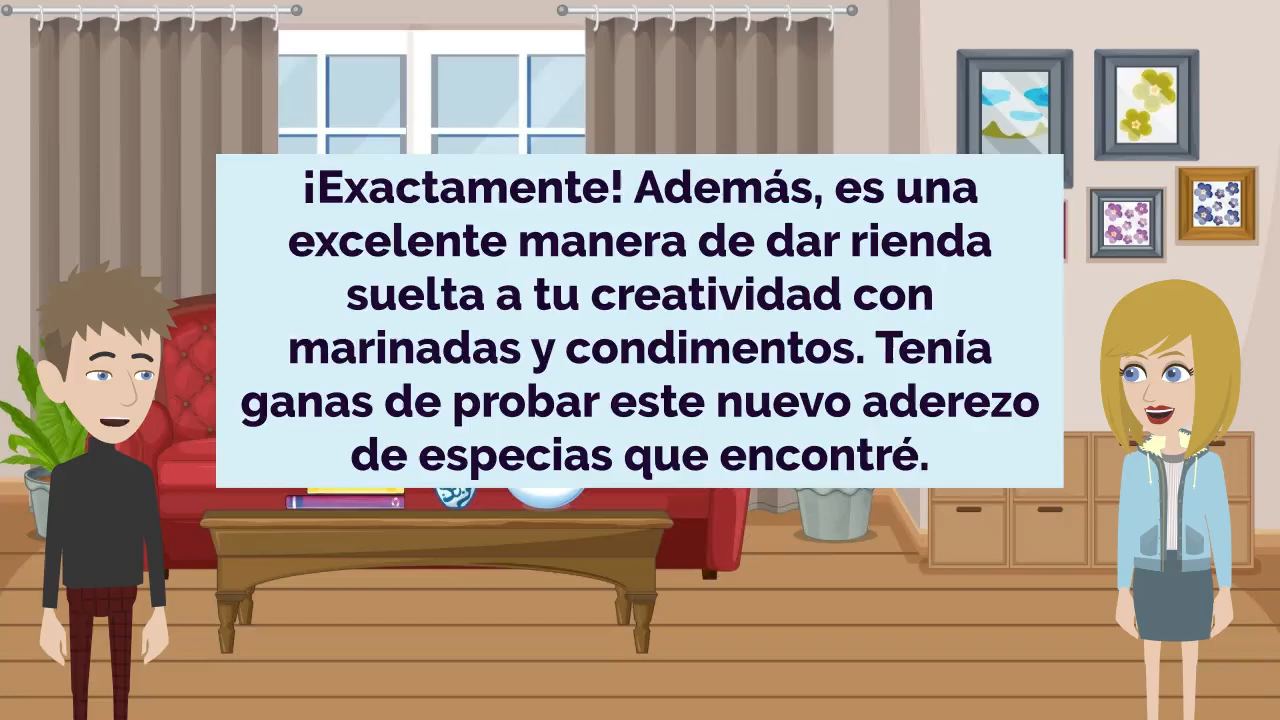 ¡Exactamente! Además, es una
excelente manera de dar rienda
suelta a tu creatividad con
marinadas y condimentos. Tenía
ganas de probar este nuevo aderezo
de especias que encontré.